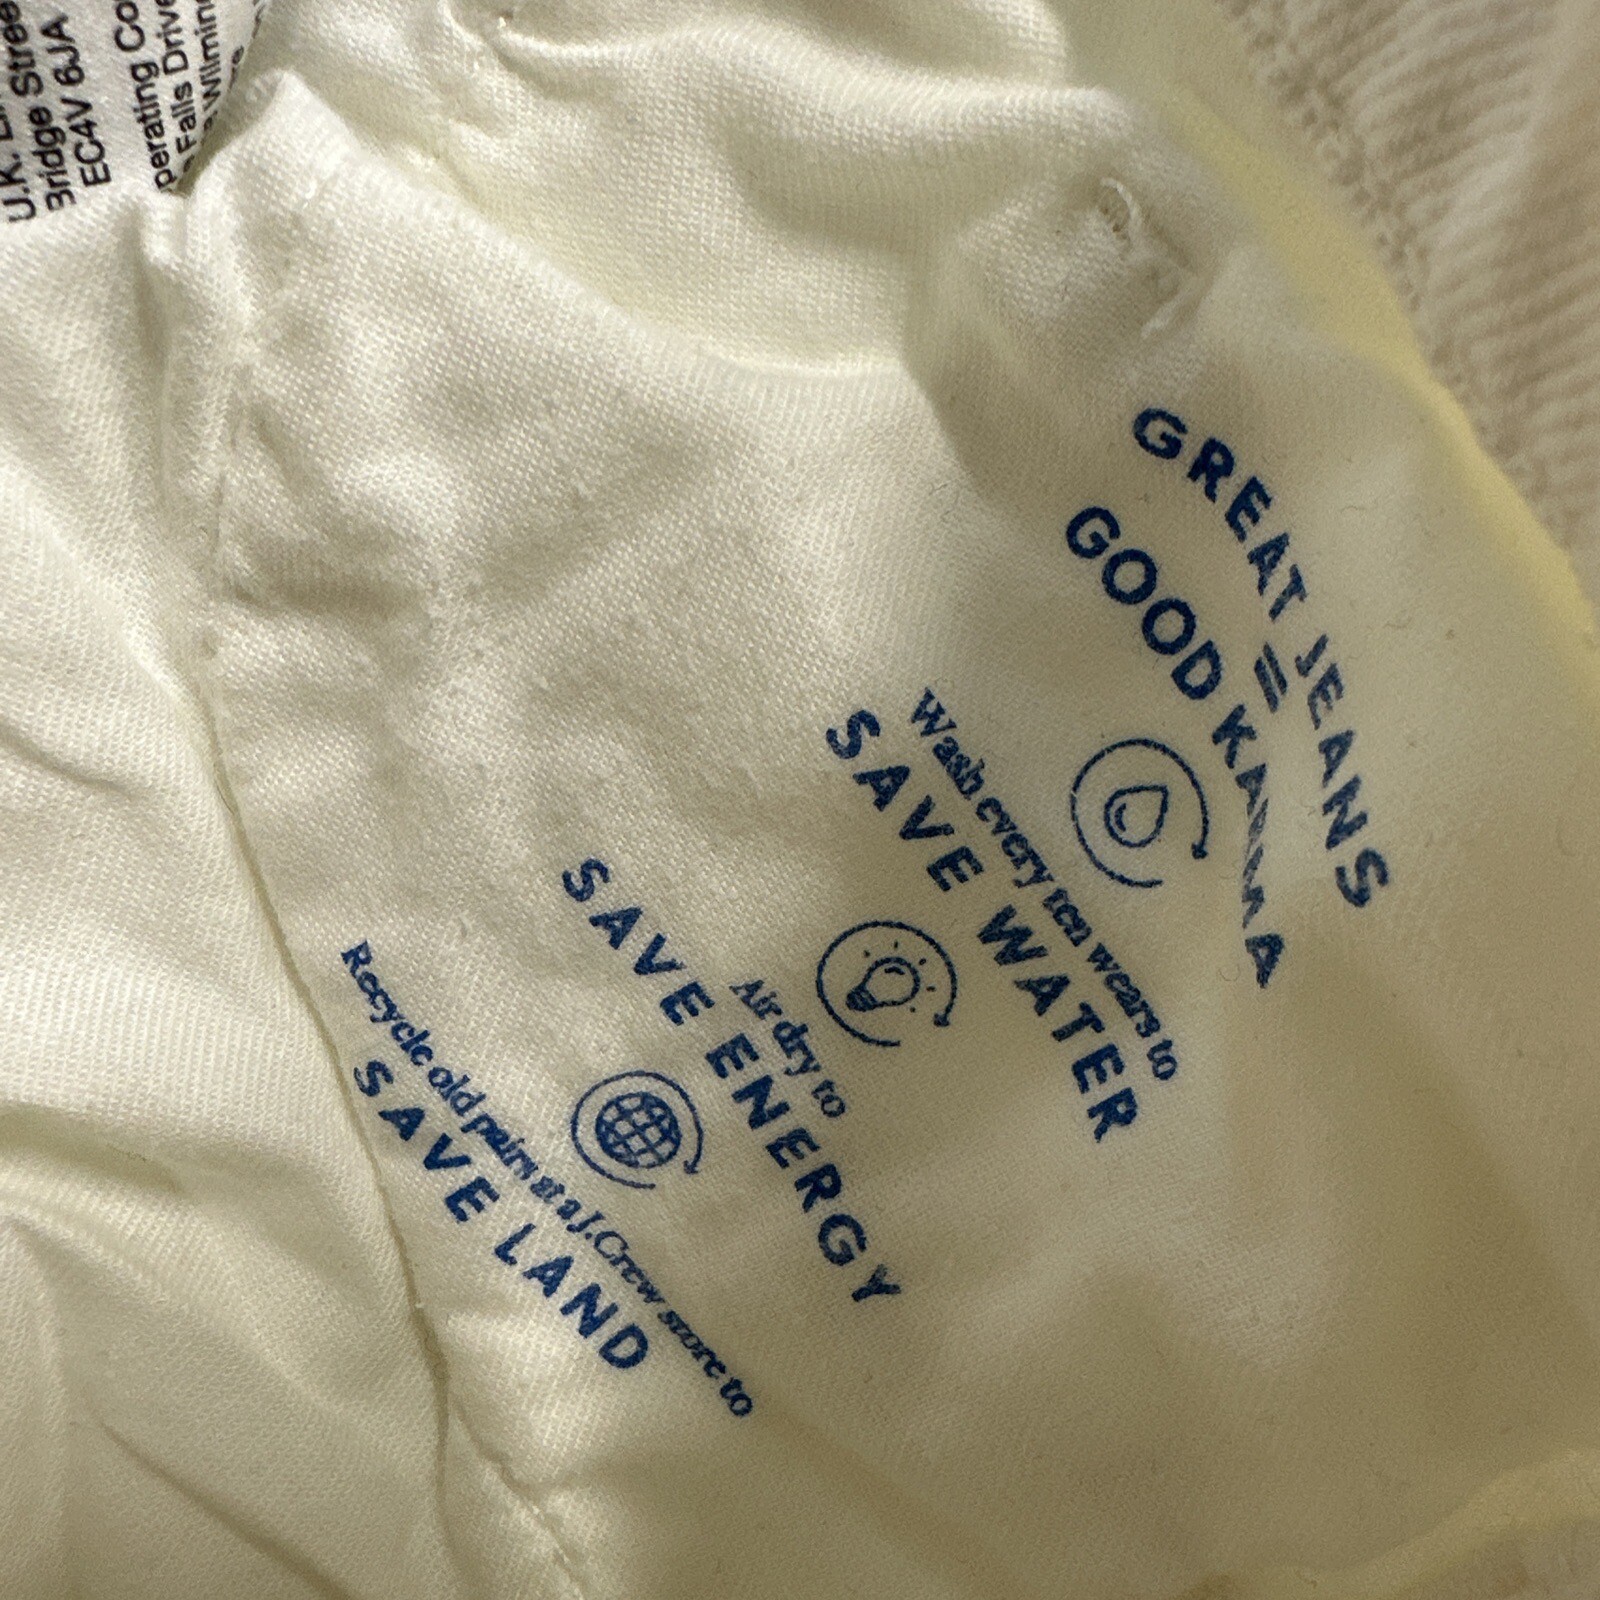 U.K.
Bridge Stree
EC4V 6JA
perating Co
Falls Drive
Wilmin
GREAT JEANS
=
GOOD KARMA
Wash every ten wears to
SAVE WATER
Air dry to
SAVE ENERGY
Recycle old pairs at a J.Crew store to
SAVE LAND